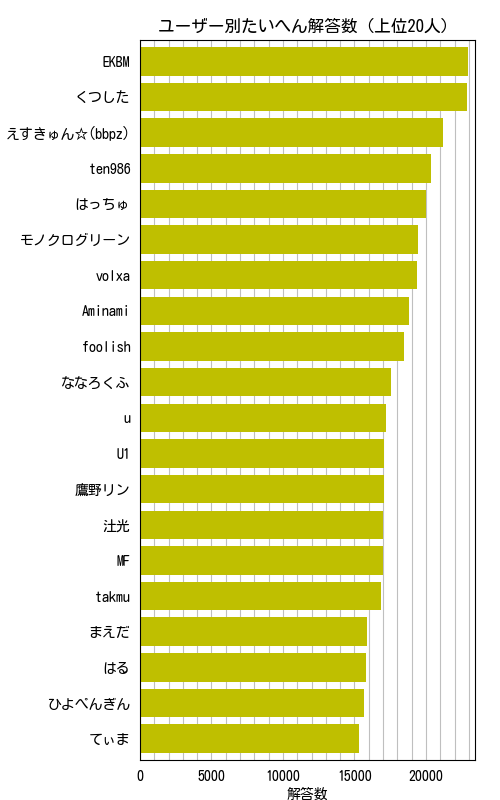 ユーザー別たいへん解答数 (上位20人)
EKBM
くつした
えすきゅん☆(bbpz)
ten986
はっちゅ
モノクログリーン
volxa
Aminami
foolish
ななろくふ
u
U1
鷹野リン
汢光
MF
takmu
まえだ
はる
ひよぺんぎん
てぃま
0 5000 10000 15000 20000
解答数